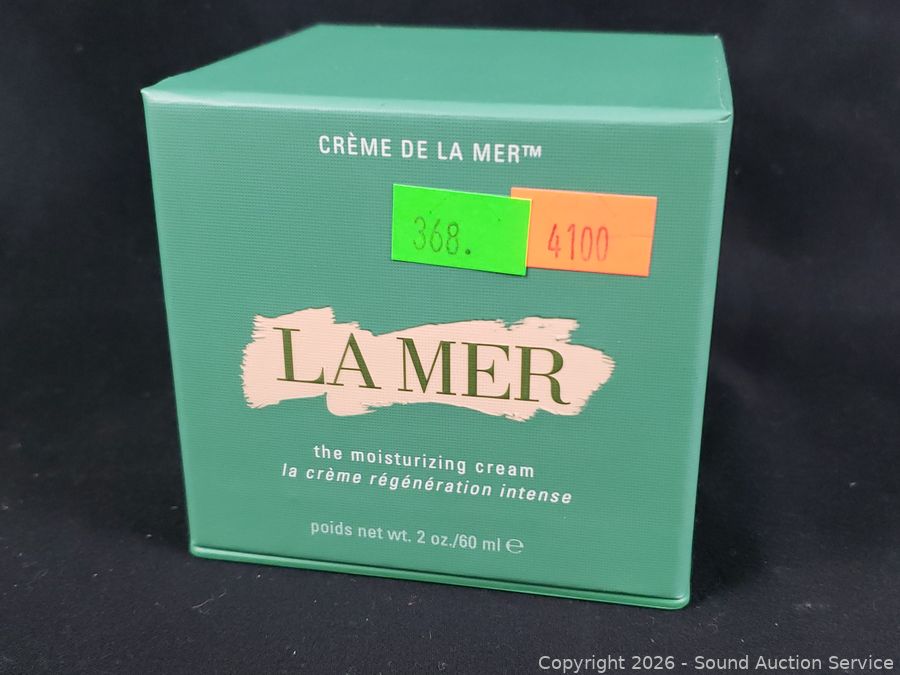 CRÈME DE LA MER™
368.
4100
LA MER
the moisturizing cream
la crème régénération intense
poids net wt. 2 oz./60 ml ℮
Copyright 2026 - Sound Auction Service